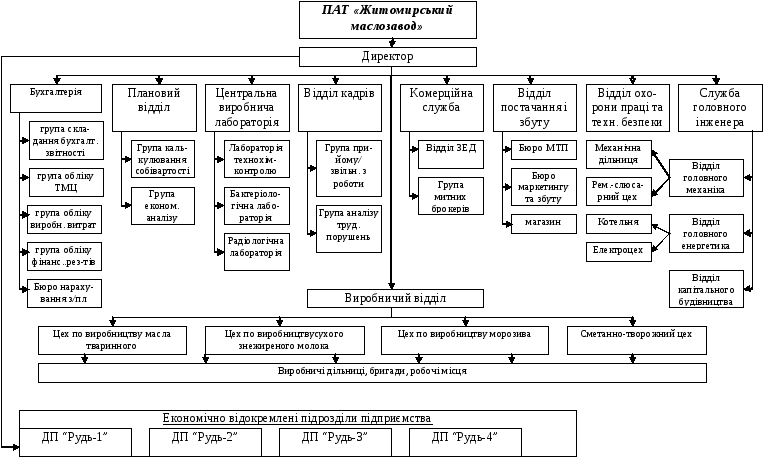 ПАТ «Житомирський
маслозавод»
Директор
Бухгалтерія
група скла-
дання бухгалт.
звітності
група обліку
ТМЦ
група обліку
виробн. витрат
група обліку
фінанс..рез-тів
Бюро нараху-
вання з/пл
Плановий
відділ
Група каль-
кулювання
собівартості
Група
економ.
аналізу
Центральна
виробнича
лабораторія
Лабораторія
технохім-
контролю
Бактеріоло-
гічна лабо-
раторія
Радіологічна
лабораторія
Відділ кадрів
Група при-
йому/
звільн. з
роботи
Група аналізу
труд.
порушень
Комерційна
служба
Відділ ЗЕД
Група
митних
брокерів
Відділ
постачання і
збуту
Бюро МТП
Бюро
маркетингу
та збуту
магазин
Відділ охо-
рони праці та
техн. безпеки
Механічна
дільниця
Рем.-слюса-
рний цех
Котельня
Електроцех
Служба
головного
інженера
Відділ
головного
механіка
Відділ
головного
енергетика
Відділ
капітального
будівництва
Виробничий відділ
Цех по виробництву масла
тваринного
Цех по виробництвусухого
знежиреного молока
Цех по виробництву морозива
Сметанно-творожний цех
Виробничі дільниці, бригади, робочі місця
Економічно відокремлені підрозділи підприємства
ДП “Рудь-1”
ДП “Рудь-2”
ДП “Рудь-3”
ДП “Рудь-4”